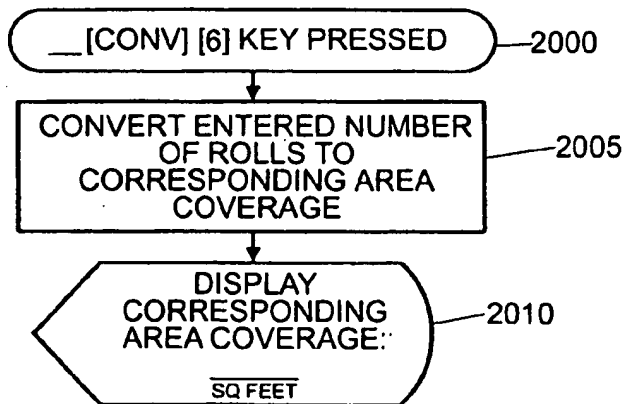 __ [CONV] [6] KEY PRESSED
2000
CONVERT ENTERED NUMBER
OF ROLLS TO
CORRESPONDING AREA
COVERAGE
2005
DISPLAY
CORRESPONDING
AREA COVERAGE:
SQ FEET
2010